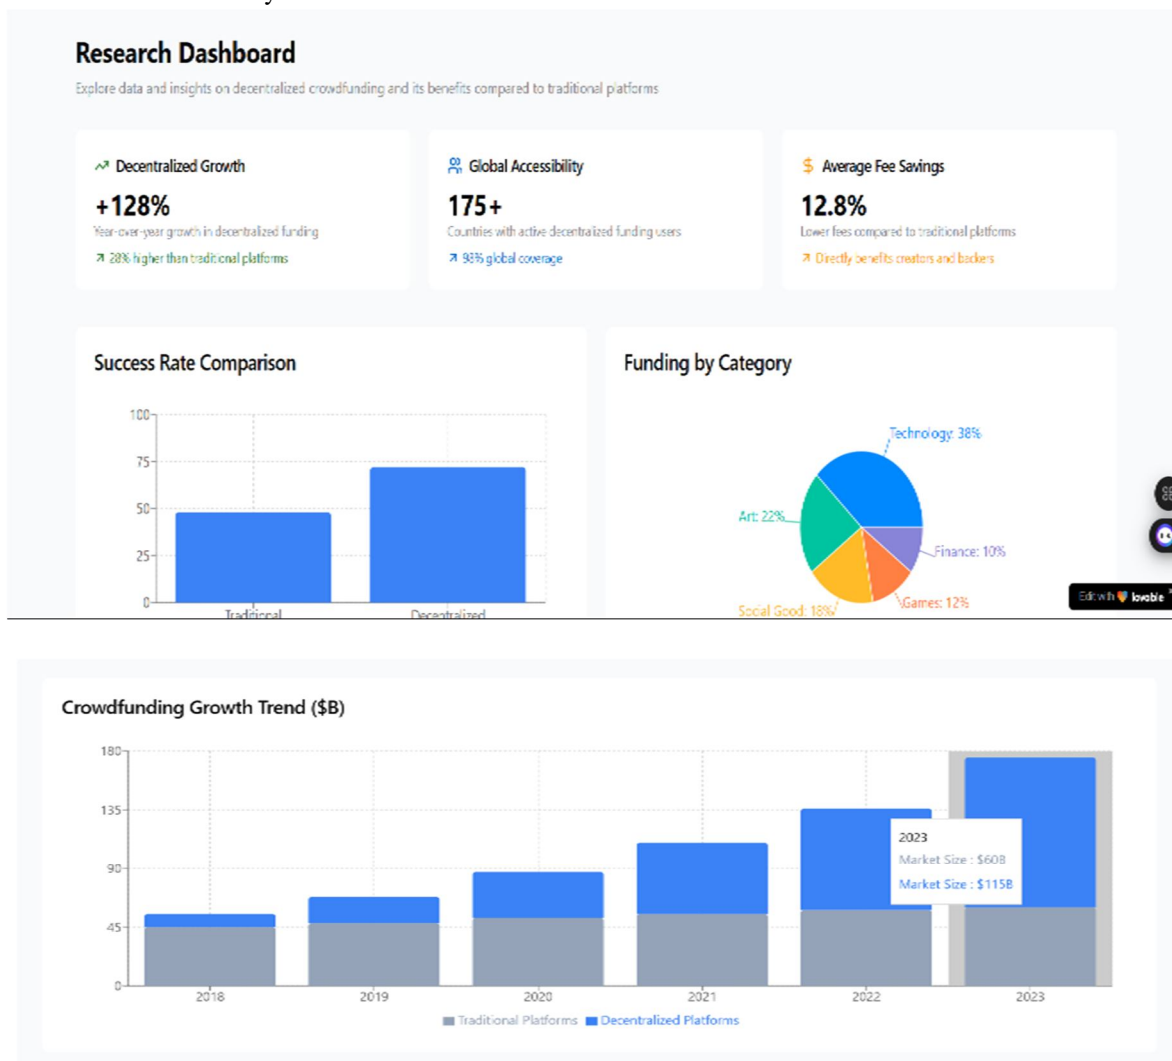 Research Dashboard
Explore data and insights on decentralized crowdfunding and its benefits compared to traditional platforms
Decentralized Growth
+128%
Year-over-year growth in decentralized funding
28% higher than traditional platforms
Global Accessibility
175+
Countries with active decentralized funding users
98% global coverage
$ Average Fee Savings
12.8%
Lower fees compared to traditional platforms
Directly benefits creators and backers
Success Rate Comparison
100
75
50
25
0
Traditional
Decentralized
Funding by Category
Technology: 38%
Art: 22%
Finance: 10%
Games: 12%
Social Good: 18%
Edit with lovable
Crowdfunding Growth Trend ($B)
180
135
90
45
0
2018
2019
2020
2021
2022
2023
2023
Market Size : $60B
Market Size : $115B
Traditional Platforms
Decentralized Platforms